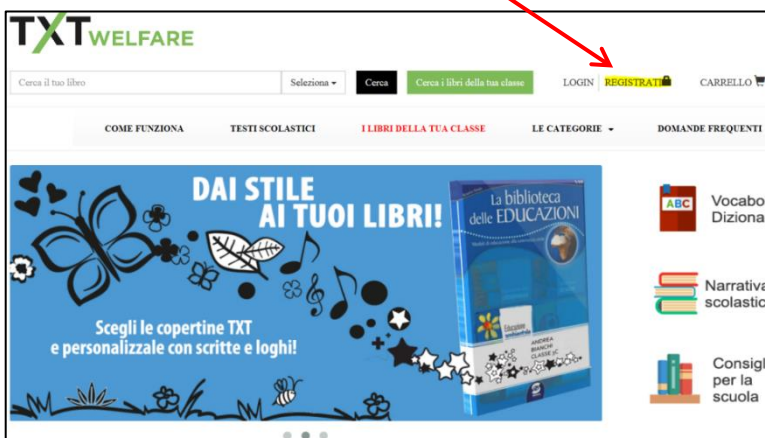 TXT WELFARE
Cerca il tuo libro Seleziona Cerca Cerca i libri della tua classe LOGIN REGISTRATI CARRELLO
COME FUNZIONA TESTI SCOLASTICI I LIBRI DELLA TUA CLASSE LE CATEGORIE DOMANDE FREQUENTI
DAI STILE
AI TUOI LIBRI!
Scegli le copertine TXT
e personalizzale con scritte e loghi!
La biblioteca
delle EDUCAZIONI
Educazione
ambientale
ANDREA
BIANCHI
CLASSE 3C
ABC
Vocabo
Diziona
Narrativa
scolastic
Consigl
per la
scuola